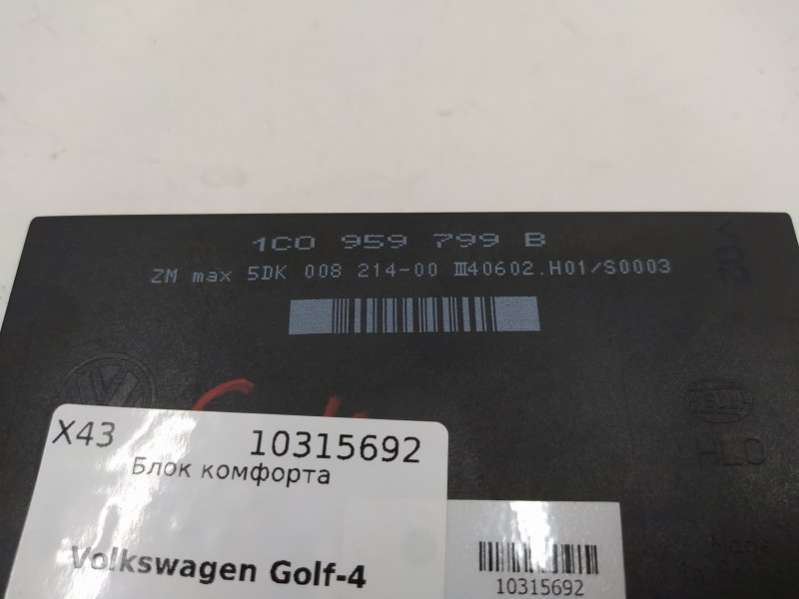 1C0 959 799 B
ZM max 5DK 008 214-00 III40602.H01/S0003
X43 10315692
Блок комфорта
Volkswagen Golf-4
10315692
HELLA